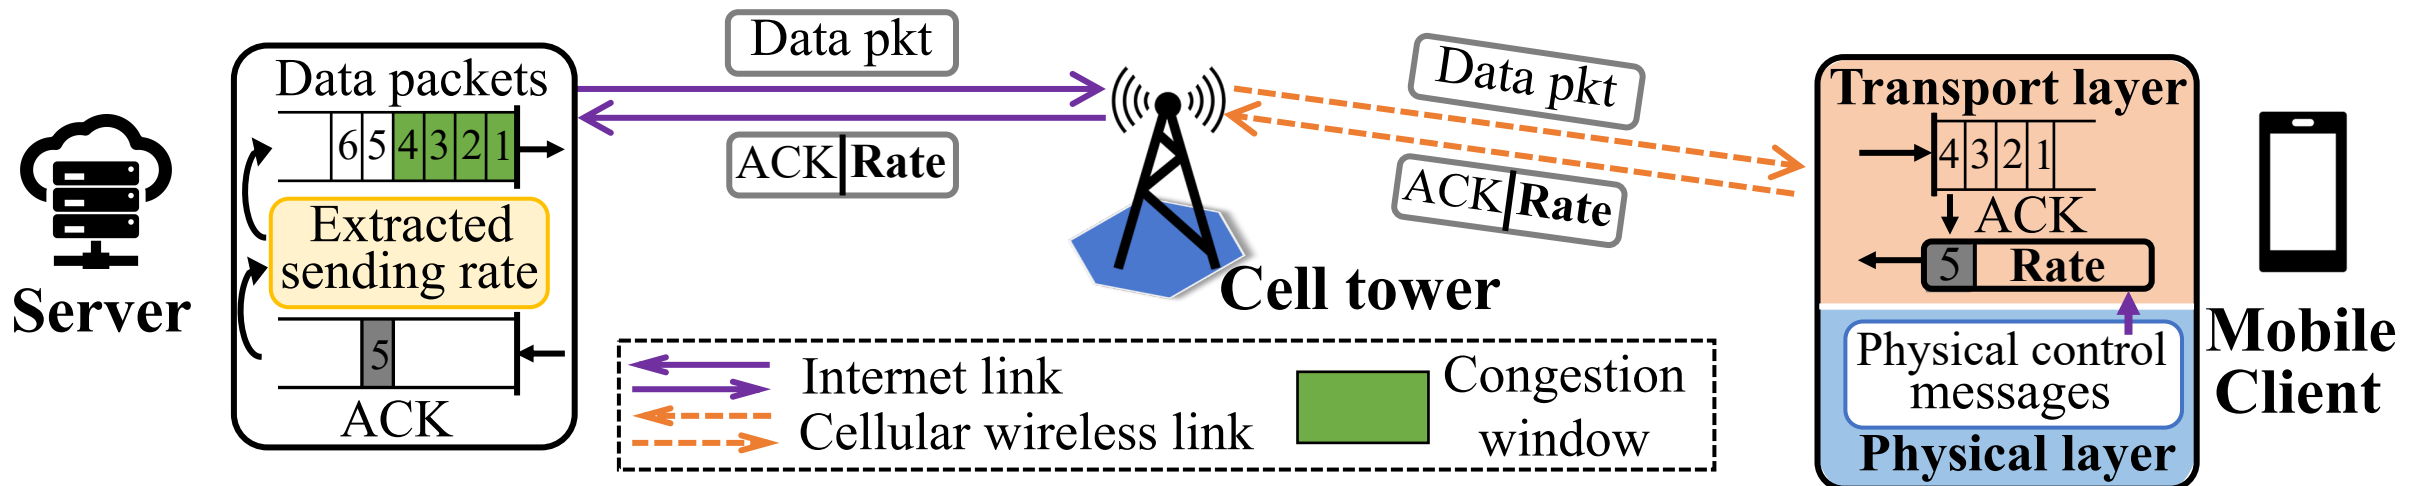 Server
Data packets
6 5 4 3 2 1
Extracted
sending rate
5
ACK
Data pkt
ACK|Rate
Cell tower
Data pkt
ACK|Rate
Internet link
Cellular wireless link
Congestion
window
Transport layer
4 3 2 1
ACK
5 Rate
Physical control
messages
Physical layer
Mobile
Client